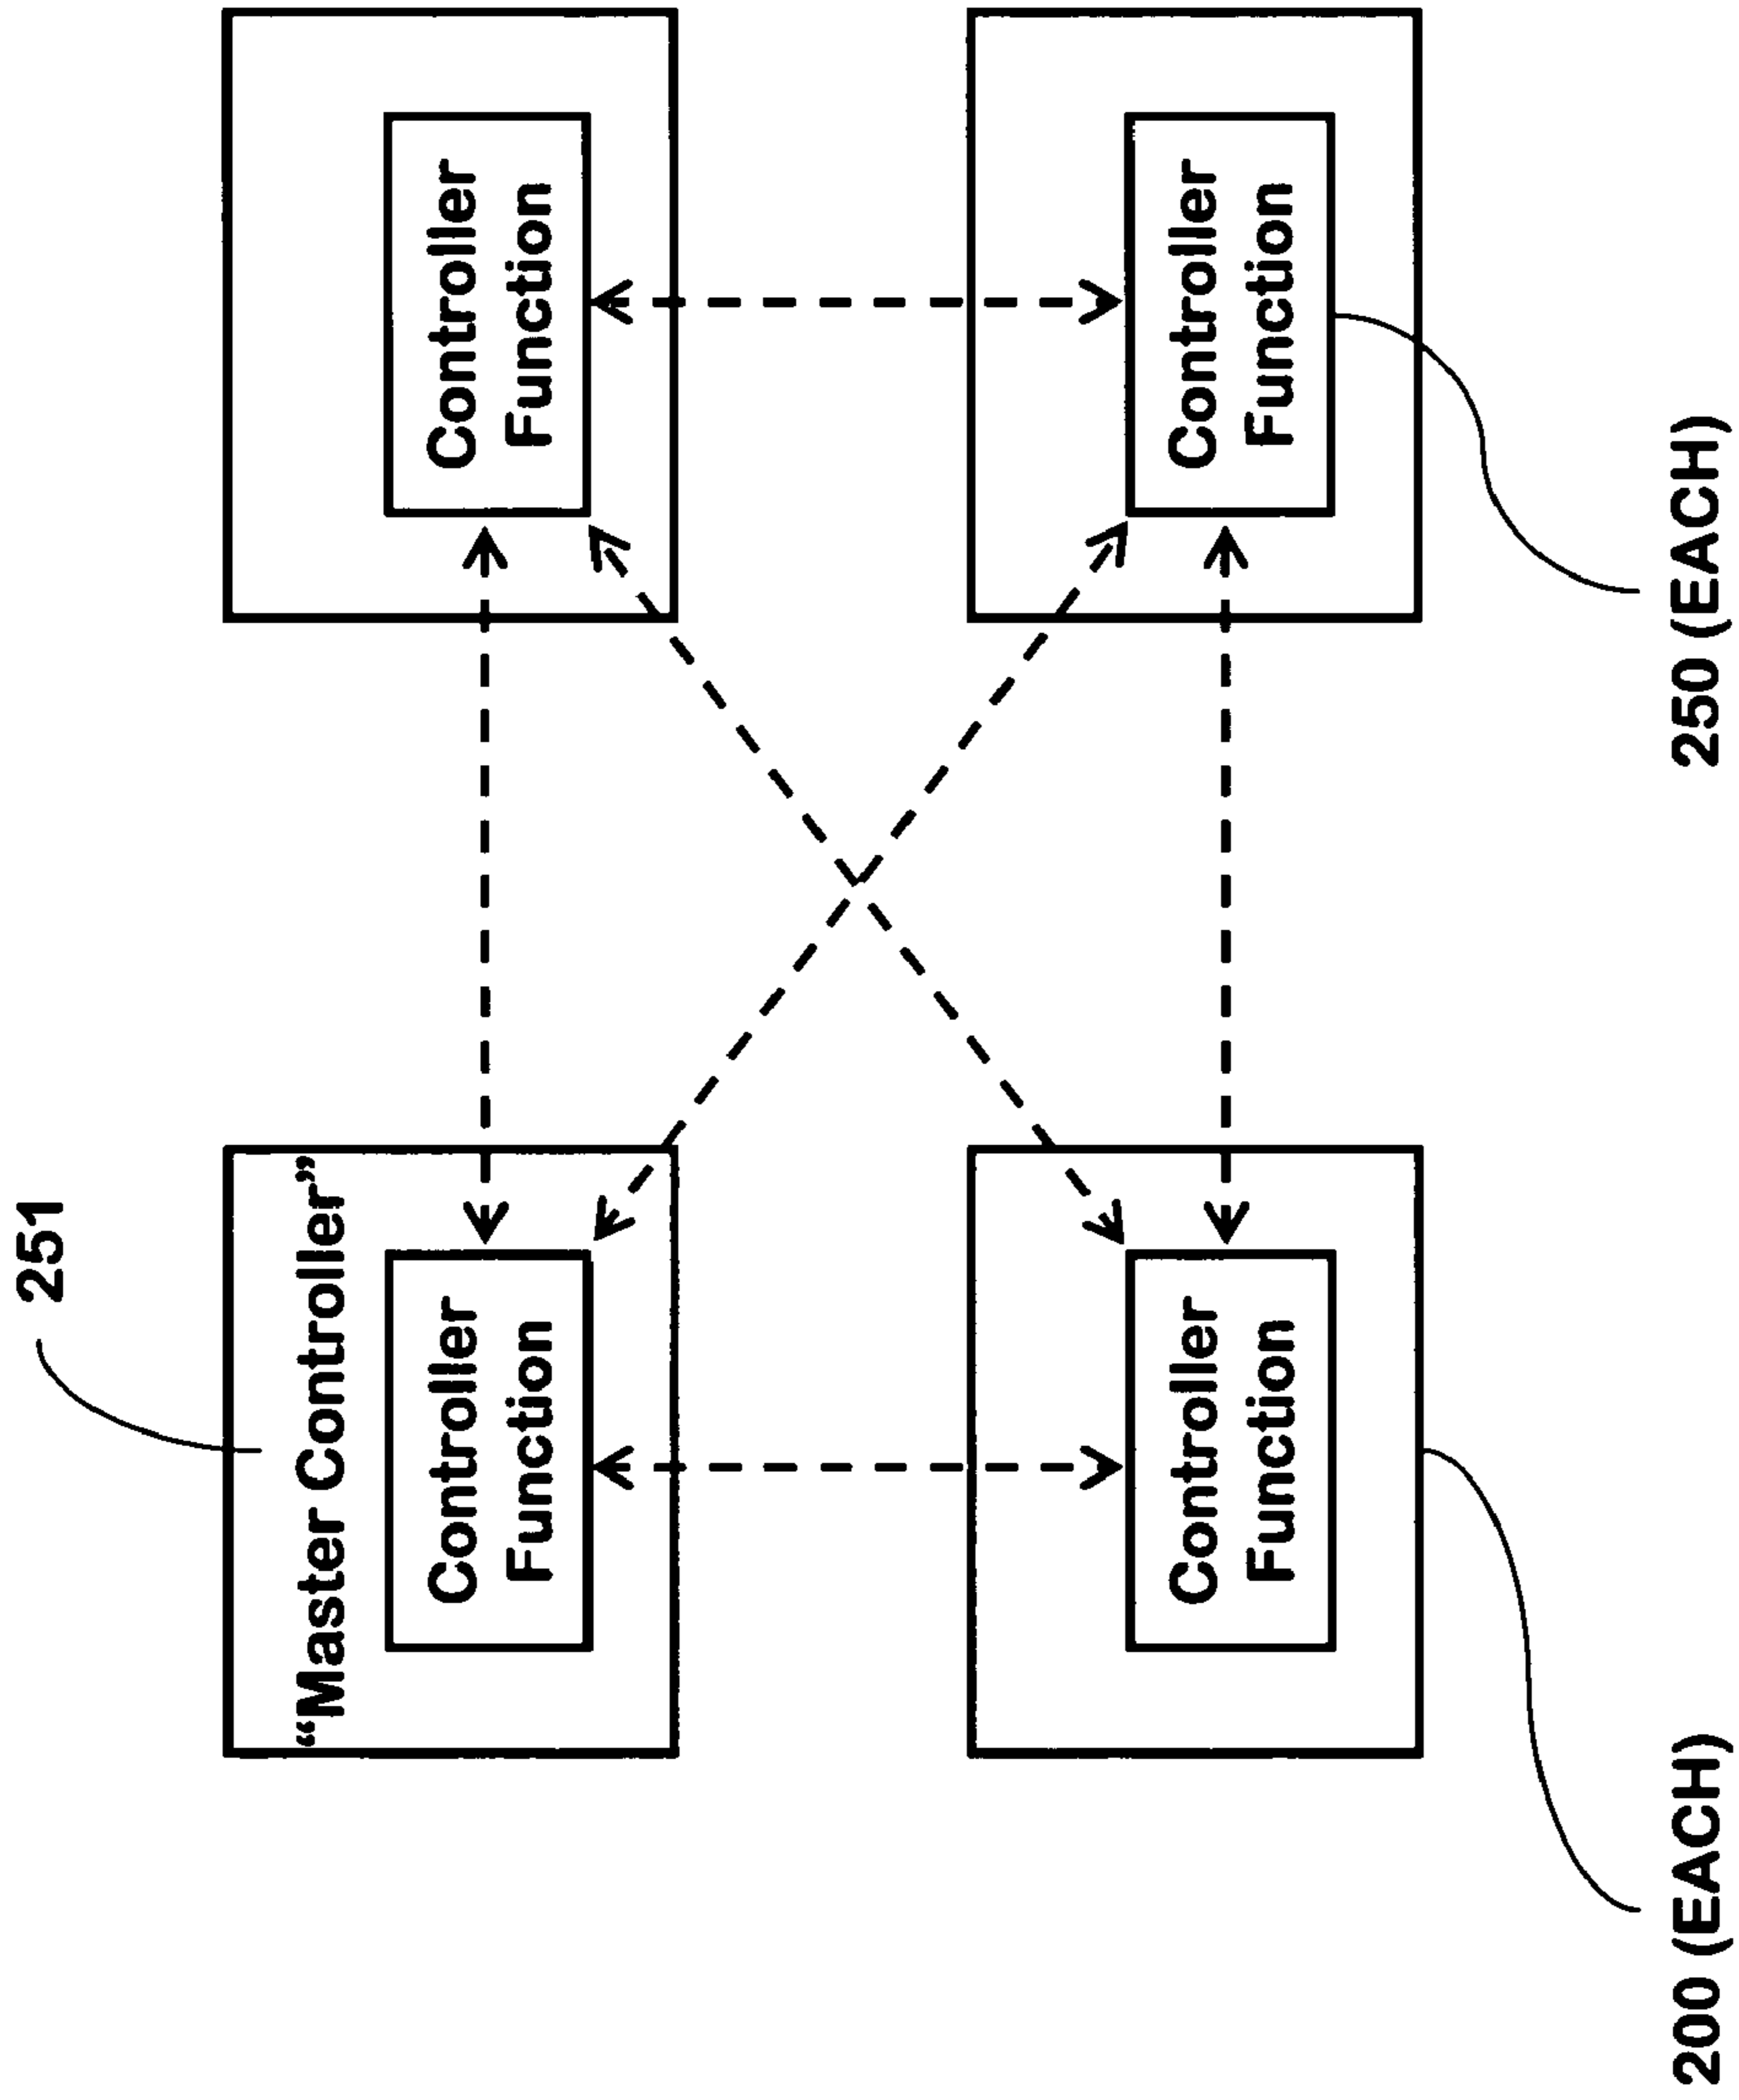 251
“Master Controller”
Controller
Function
Controller
Function
Controller
Function
Controller
Function
200 (EACH)
250 (EACH)